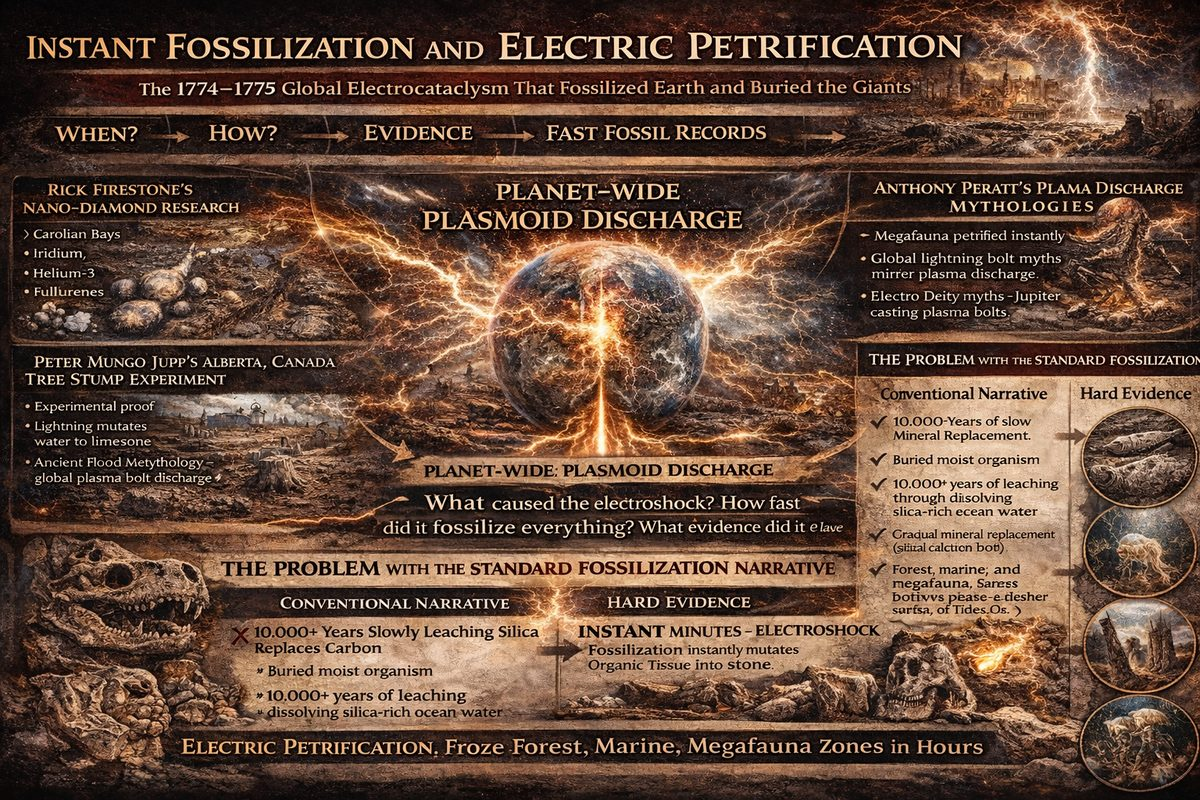 INSTANT FOSSILIZATION AND ELECTRIC PETRIFICATION
The 1774–1775 Global Electrocataclysm That Fossilized Earth and Buried the Giants
WHEN? → HOW? → EVIDENCE → FAST FOSSIL RECORDS →
RICK FIRESTONE'S
NANO-DIAMOND RESEARCH
› Carolian Bays
• Iridium,
• Helium-3
• Fullurenes
PLANET-WIDE
PLASMOID DISCHARGE
ANTHONY PERATT'S PLAMA DISCHARGE
MYTHOLOGIES
– Megafauna petrified instantly
• Global lightning bolt myths
mirrer plasma discharge.
• Electro Deity myths - Jupiter
casting plasma bolts.
PETER MUNGO JUPP'S ALBERTA, CANADA
TREE STUMP EXPERIMENT
• Experimental proof
• Lightning mutates
water to limesone
• Ancient Flood Metythology –
global plasma bolt discharge
PLANET-WIDE: PLASMOID DISCHARGE
What caused the electroshock? How fast
did it fossilize everything? What evidence did it elave
THE PROBLEM WITH THE STANDARD FOSSILIZATION
Conventional Narrative
✓ 10.000-Years of slow
Mineral Replacement.
✓ Buried moist organism
✓ 10.000+ years of leaching
through dissolving
slica-rich ecean water
✓ Gradqual mineral replacement
✓ Forest, marine; and
megafauna,
Hard Evidence
THE PROBLEM WITH THE STANDARD FOSSILIZATION NARRATIVE
CONVENTIONAL NARRATIVE
✗ 10.000+ Years Slowly Leaching Silica
Replaces Carbon
» Buried moist organism
» 10.000+ years of leaching
» dissolving silica-rich ocean water
HARD EVIDENCE
INSTANT MINUTES – ELECTROSHOCK
Fossilization instantly mutates
Organic Tissue into stone.
ELECTRIC PETRIFICATION. FROZE FOREST, MARINE, MEGAFAUNA ZONES IN HOURS